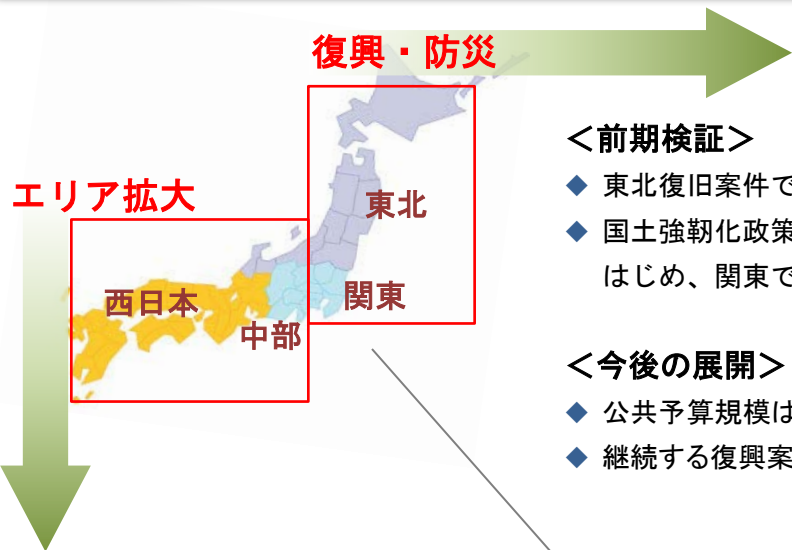 復興・防災
エリア拡大
東北
関東
西日本
中部
＜前期検証＞
◆ 東北復旧案件で
◆ 国土強靭化政策
はじめ、関東で
＜今後の展開＞
◆ 公共予算規模は
◆ 継続する復興案